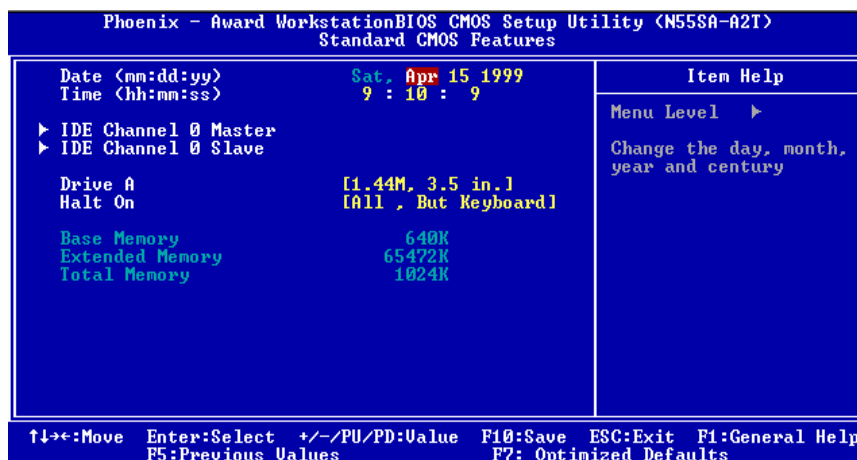 Phoenix - Award WorkstationBIOS CMOS Setup Utility (N55SA-A2T)
Standard CMOS Features
Date (mm:dd:yy) Sat, Apr 15 1999
Time (hh:mm:ss) 9 : 10 : 9
▶ IDE Channel 0 Master
▶ IDE Channel 0 Slave
Drive A [1.44M, 3.5 in.]
Halt On [All , But Keyboard]
Base Memory 640K
Extended Memory 65472K
Total Memory 1024K
Item Help
Menu Level ▶
Change the day, month,
year and century
↑↓→←:Move Enter:Select +/-/PU/PD:Value F10:Save ESC:Exit F1:General Help
F5:Previous Values F7: Optimized Defaults